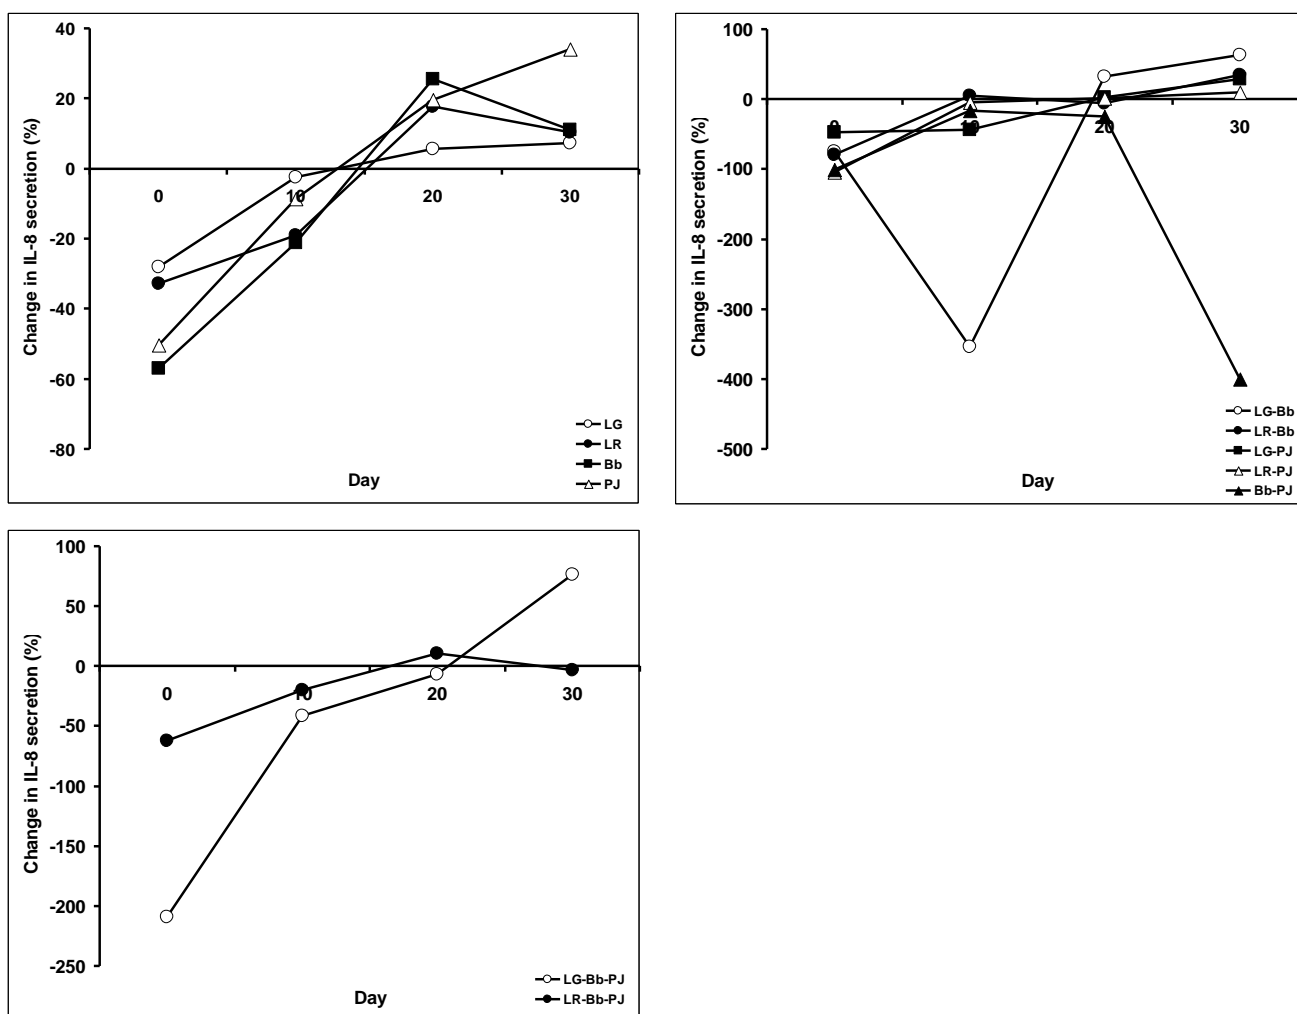 40
20
0
-20
-40
-60
-80
Change in IL-8 secretion (%)
0
10
20
30
Day
LG
LR
Bb
PJ
100
0
-100
-200
-300
-400
-500
Change in IL-8 secretion (%)
0
10
20
30
Day
LG-Bb
LR-Bb
LG-PJ
LR-PJ
Bb-PJ
100
50
0
-50
-100
-150
-200
-250
Change in IL-8 secretion (%)
0
10
20
30
Day
LG-Bb-PJ
LR-Bb-PJ